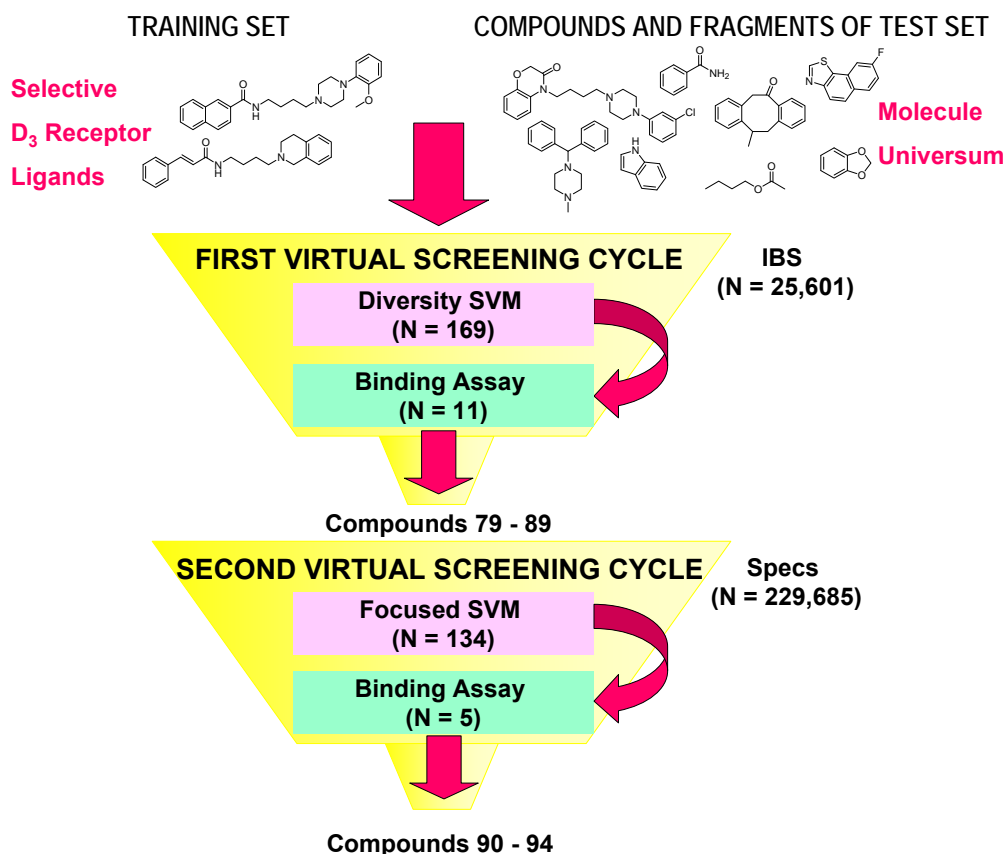 TRAINING SET
COMPOUNDS AND FRAGMENTS OF TEST SET
Selective
D₃ Receptor
Ligands
O
N
H
N
N
O
O
N
H
N
O
O
N
N
N
Cl
O
NH₂
O
S
N
F
Molecule
Universum
N
N
H
N
O
O
O
O
FIRST VIRTUAL SCREENING CYCLE
IBS
(N = 25,601)
Diversity SVM
(N = 169)
Binding Assay
(N = 11)
Compounds 79 - 89
SECOND VIRTUAL SCREENING CYCLE
Specs
(N = 229,685)
Focused SVM
(N = 134)
Binding Assay
(N = 5)
Compounds 90 - 94